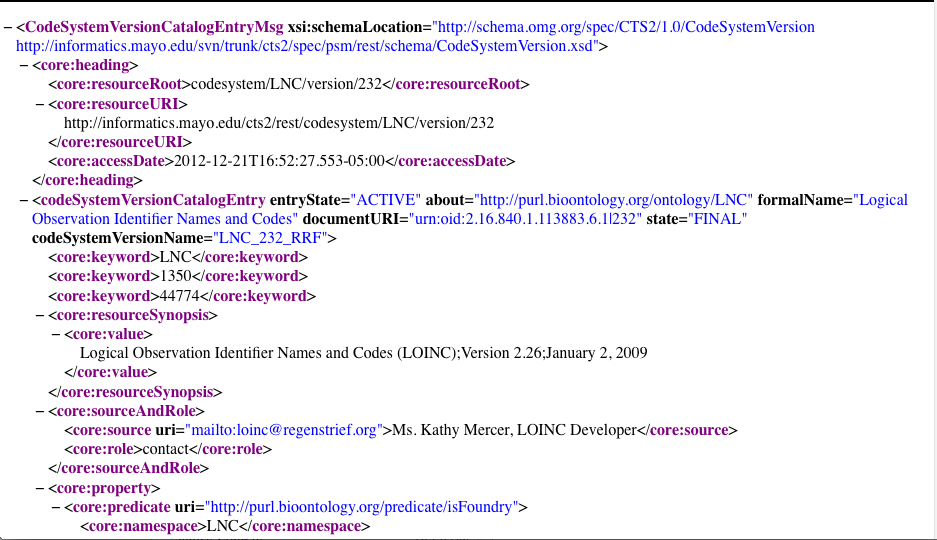 − <CodeSystemVersionCatalogEntryMsg xsi:schemaLocation="http://schema.omg.org/spec/CTS2/1.0/CodeSystemVersion
http://informatics.mayo.edu/svn/trunk/cts2/spec/psm/rest/schema/CodeSystemVersion.xsd">
− <core:heading>
<core:resourceRoot>codesystem/LNC/version/232</core:resourceRoot>
− <core:resourceURI>
http://informatics.mayo.edu/cts2/rest/codesystem/LNC/version/232
</core:resourceURI>
<core:accessDate>2012-12-21T16:52:27.553-05:00</core:accessDate>
</core:heading>
− <codeSystemVersionCatalogEntry entryState="ACTIVE" about="http://purl.bioontology.org/ontology/LNC" formalName="Logical
Observation Identifier Names and Codes" documentURI="urn:oid:2.16.840.1.113883.6.1|232" state="FINAL"
codeSystemVersionName="LNC_232_RRF">
<core:keyword>LNC</core:keyword>
<core:keyword>1350</core:keyword>
<core:keyword>44774</core:keyword>
− <core:resourceSynopsis>
− <core:value>
Logical Observation Identifier Names and Codes (LOINC);Version 2.26;January 2, 2009
</core:value>
</core:resourceSynopsis>
− <core:sourceAndRole>
<core:source uri="mailto:loinc@regenstrief.org">Ms. Kathy Mercer, LOINC Developer</core:source>
<core:role>contact</core:role>
</core:sourceAndRole>
− <core:property>
− <core:predicate uri="http://purl.bioontology.org/predicate/isFoundry">
<core:namespace>LNC</core:namespace>